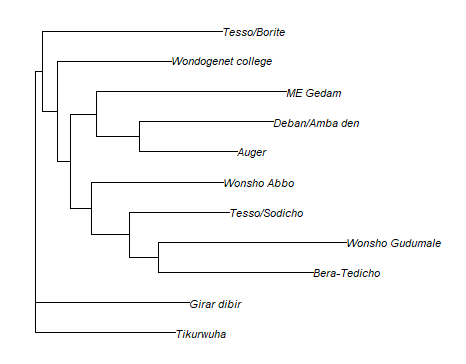 Tesso/Borite
Wondogenet college
ME Gedam
Deban/Amba den
Auger
Wonsho Abbo
Tesso/Sodicho
Wonsho Gudumale
Bera-Tedicho
Girar dibir
Tikurwuha